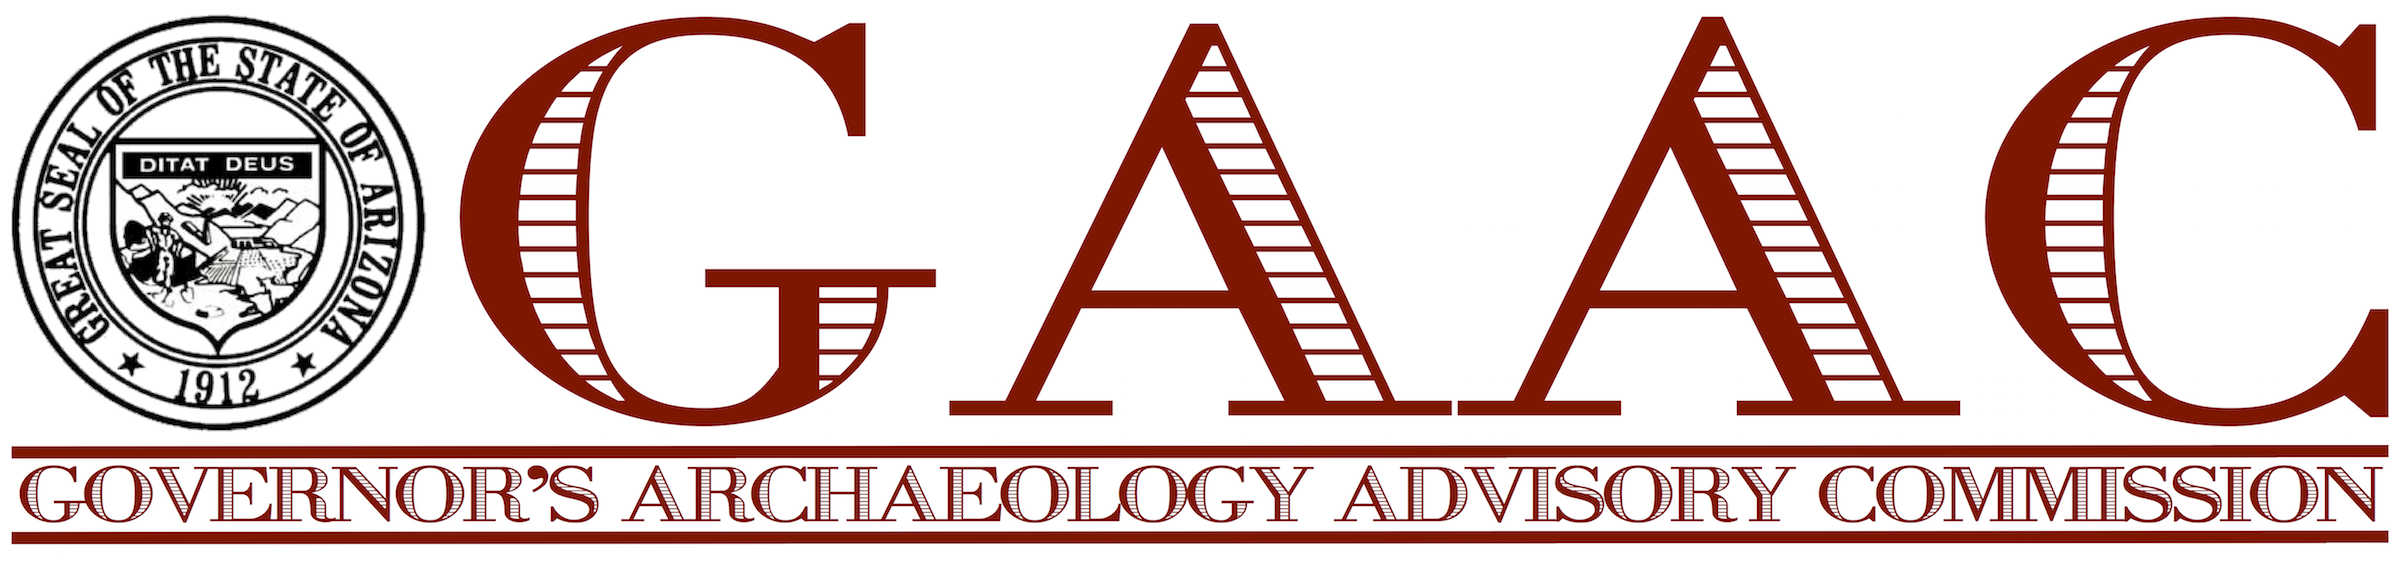 GREAT SEAL OF THE STATE OF ARIZONA
DITAT DEUS
1912
GAAC
GOVERNOR'S ARCHAEOLOGY ADVISORY COMMISSION